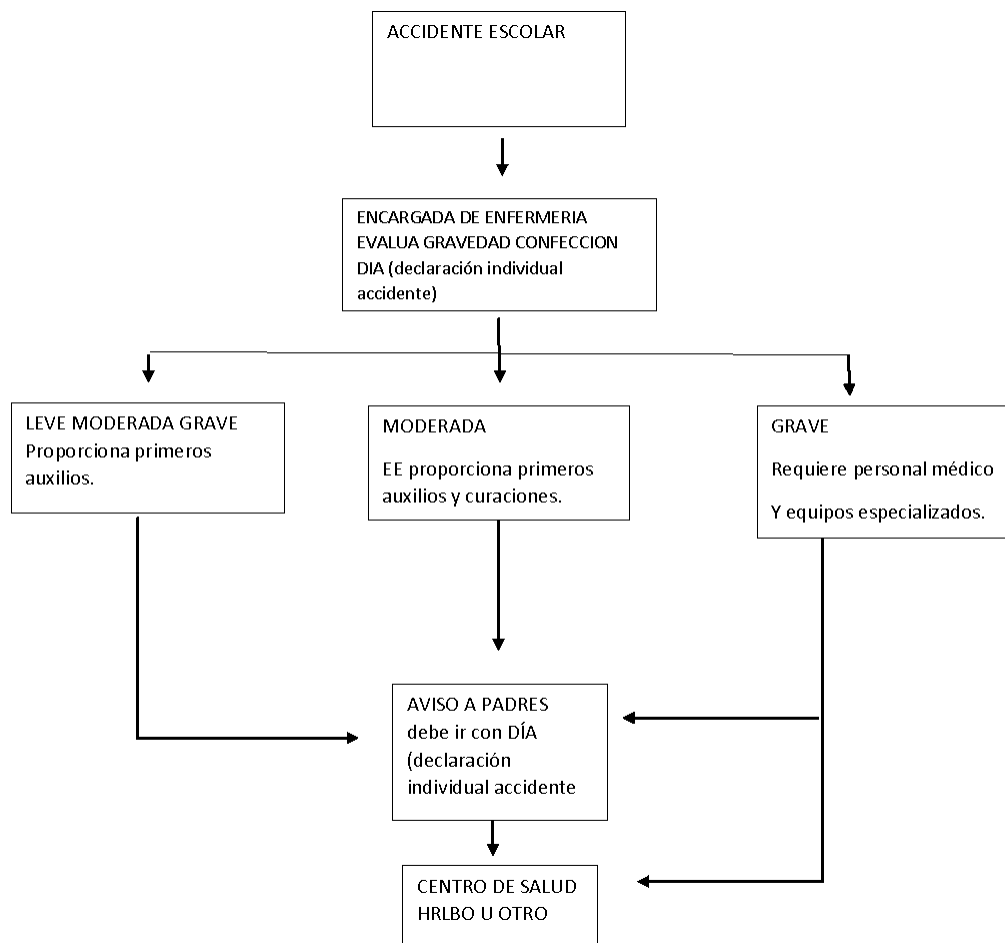 ACCIDENTE ESCOLAR
ENCARGADA DE ENFERMERIA
EVALUA GRAVEDAD CONFECCION
DIA (declaración individual
accidente)
LEVE MODERADA GRAVE
Proporciona primeros
auxilios.
MODERADA
EE proporciona primeros
auxilios y curaciones.
GRAVE
Requiere personal médico
Y equipos especializados.
AVISO A PADRES
debe ir con DÍA
(declaración
individual accidente
CENTRO DE SALUD
HRLBO U OTRO